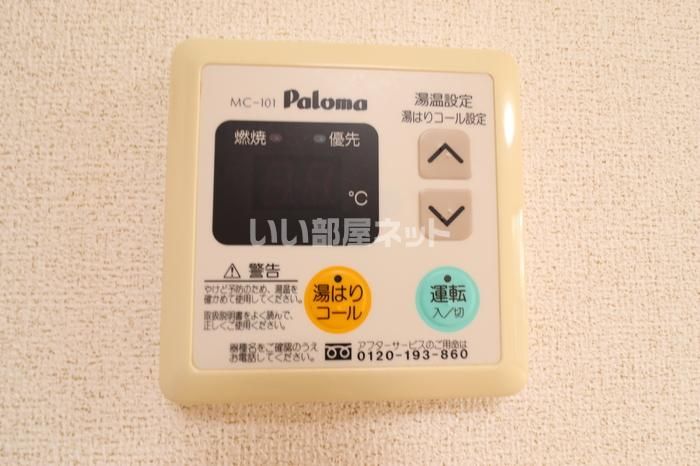 MC-101 Paloma
湯温設定
湯はりコール設定
燃焼 優先
℃
いい部屋ネット
警告
やけど予防のため、湯温を
確かめて使用してください。
取扱説明書をよく読んで、
正しくご使用ください。
湯はり
コール
運転
入/切
器種名をご確認のうえ
お電話してください。
アフターサービスのご用命は
0120-193-860